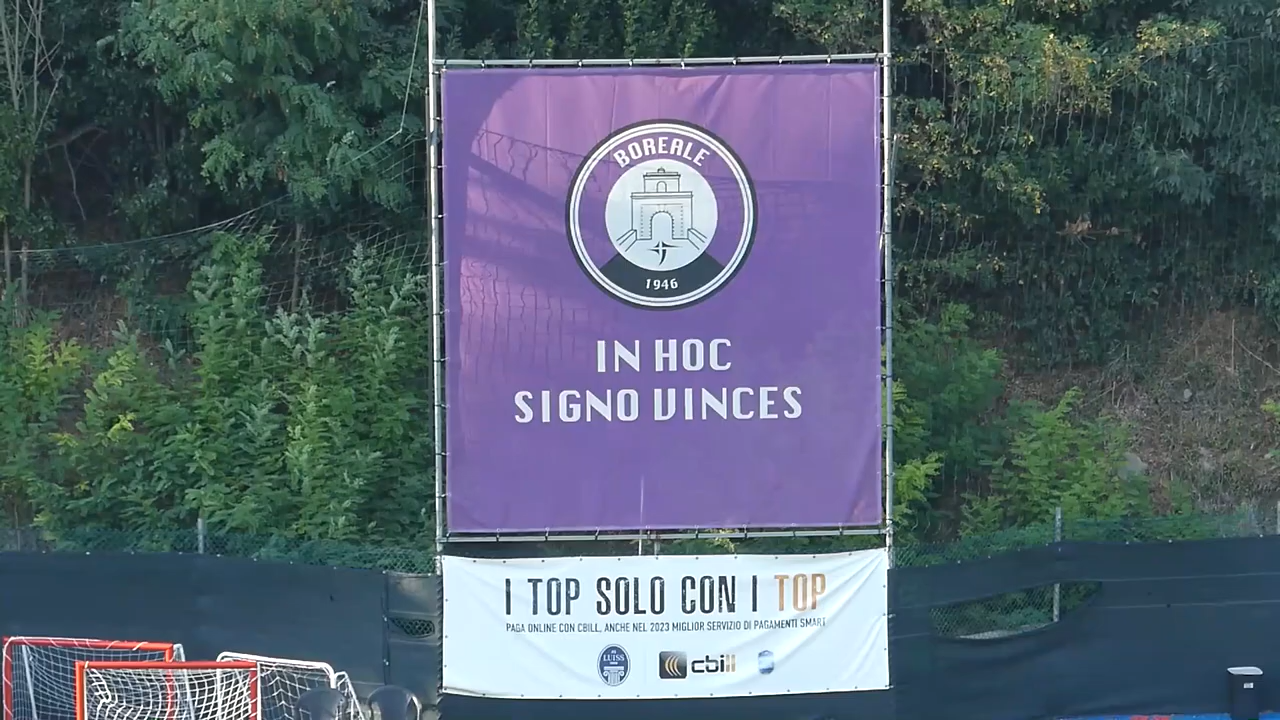 BOREALE
1946
IN HOC
SIGNO VINCES
I TOP SOLO CON I TOP
PAGA ONLINE CON CBILL, ANCHE NEL 2023 MIGLIOR SERVIZIO DI PAGAMENTI SMART
LUISS
cbill